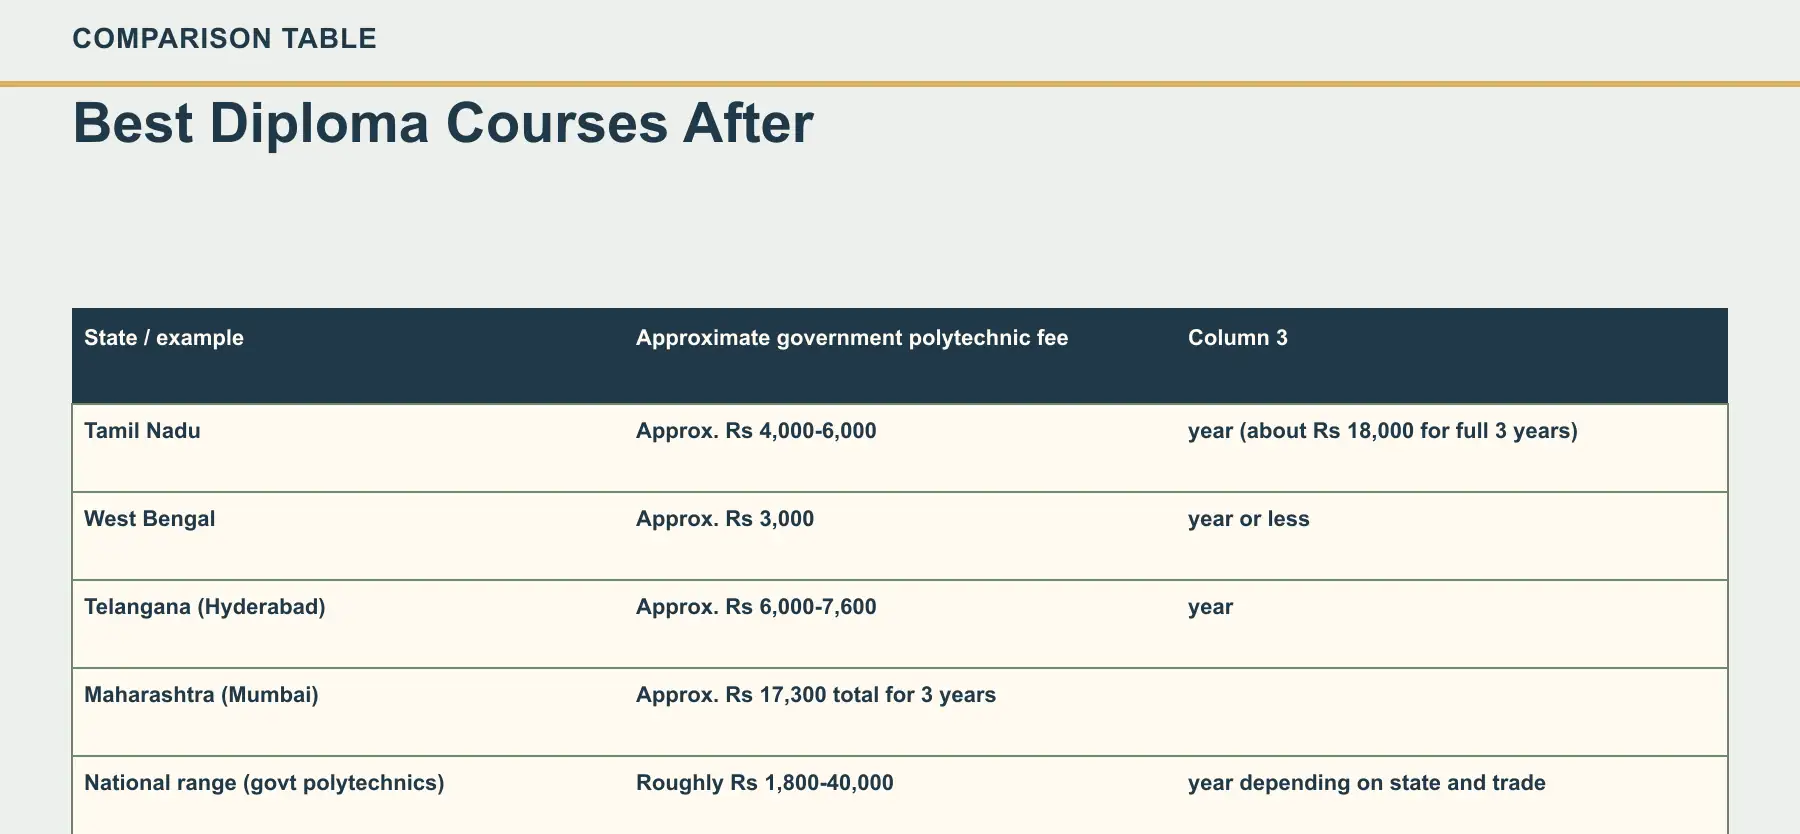 COMPARISON TABLE
Best Diploma Courses After
State / example Approximate government polytechnic fee Column 3
Tamil Nadu Approx. Rs 4,000-6,000 year (about Rs 18,000 for full 3 years)
West Bengal Approx. Rs 3,000 year or less
Telangana (Hyderabad) Approx. Rs 6,000-7,600 year
Maharashtra (Mumbai) Approx. Rs 17,300 total for 3 years
National range (govt polytechnics) Roughly Rs 1,800-40,000 year depending on state and trade